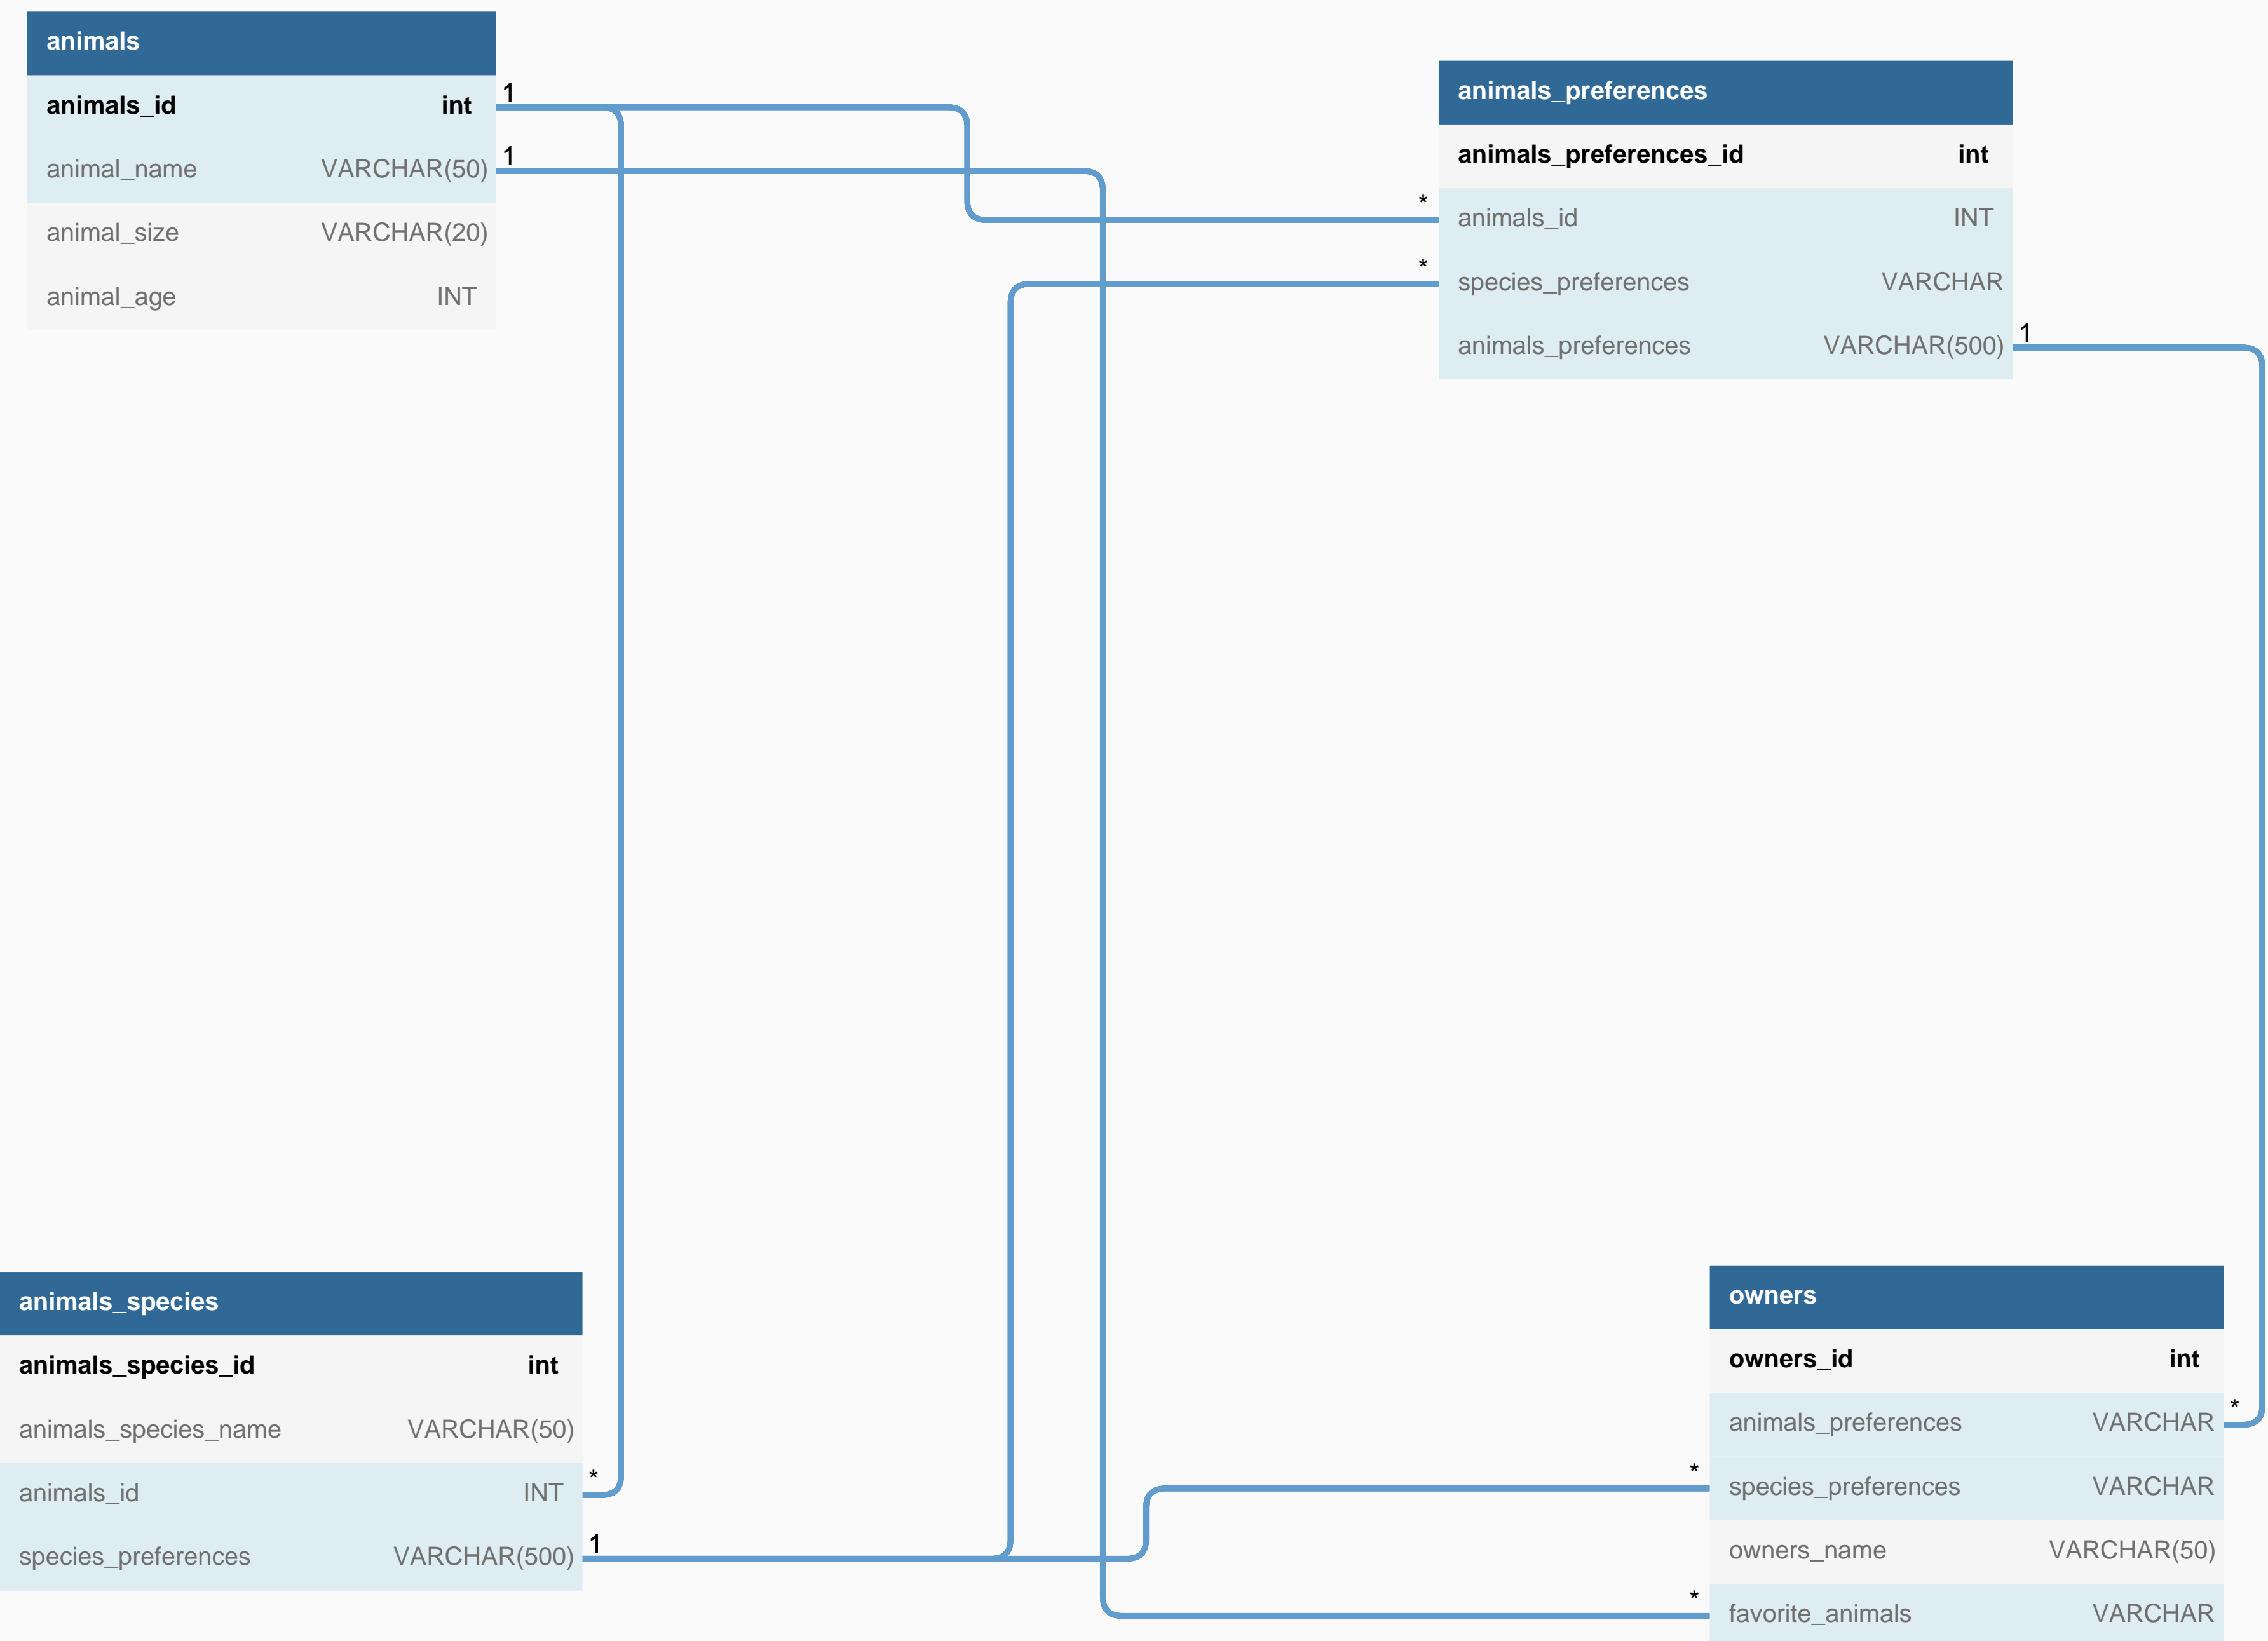 animals
animals_id int 1
animal_name VARCHAR(50) 1
animal_size VARCHAR(20)
animal_age INT
animals_preferences
animals_preferences_id int
* animals_id INT
* species_preferences VARCHAR
animals_preferences VARCHAR(500) 1
animals_species
animals_species_id int
animals_species_name VARCHAR(50)
animals_id INT *
species_preferences VARCHAR(500) 1
owners
owners_id int
animals_preferences VARCHAR *
* species_preferences VARCHAR
owners_name VARCHAR(50)
* favorite_animals VARCHAR